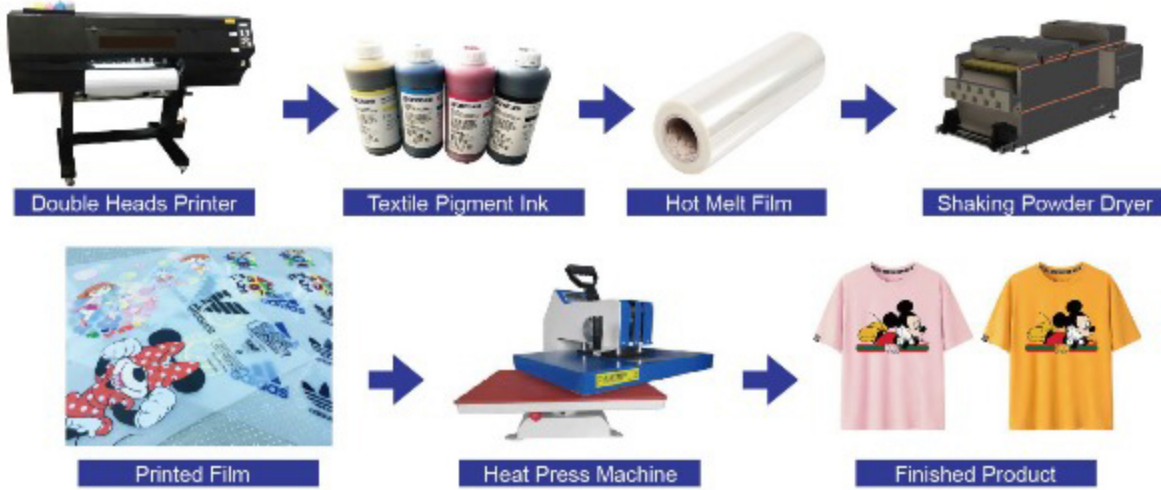 Double Heads Printer
Textile Pigment Ink
Hot Melt Film
Shaking Powder Dryer
adidas
Printed Film
Heat Press Machine
Finished Product